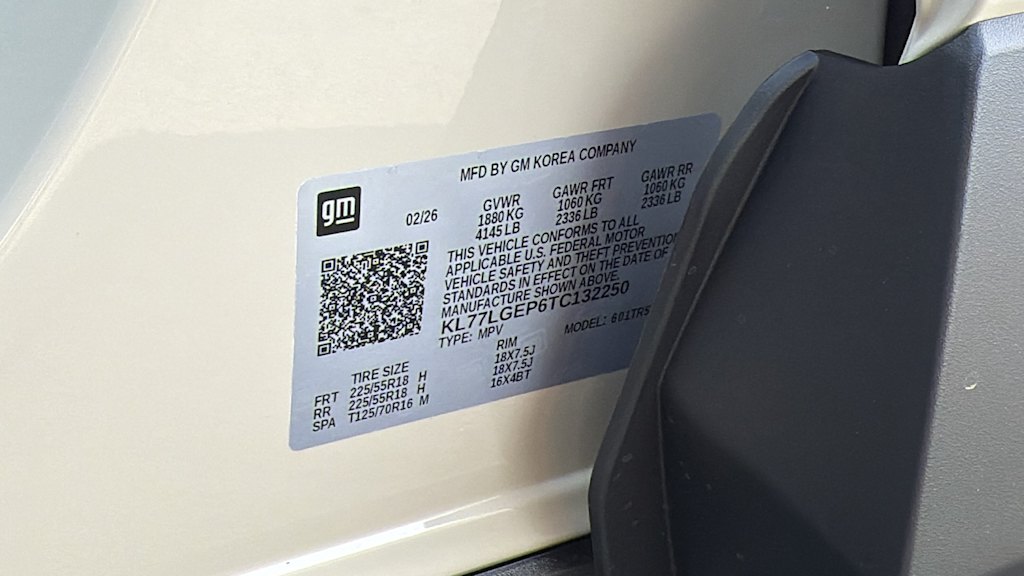 MFD BY GM KOREA COMPANY
gm
02/26
GVWR
1880 KG
4145 LB
GAWR FRT
1060 KG
2336 LB
GAWR RR
1060 KG
2336 LB
THIS VEHICLE CONFORMS TO ALL
APPLICABLE U.S. FEDERAL MOTOR
VEHICLE SAFETY AND THEFT PREVENTION
STANDARDS IN EFFECT ON THE DATE OF
MANUFACTURE SHOWN ABOVE.
KL77LGEP6TC132250
TYPE: MPV
MODEL: 601TR5
TIRE SIZE
RIM
FRT 225/55R18 H 18X7.5J
RR 225/55R18 H 18X7.5J
SPA T125/70R16 M 16X4BT